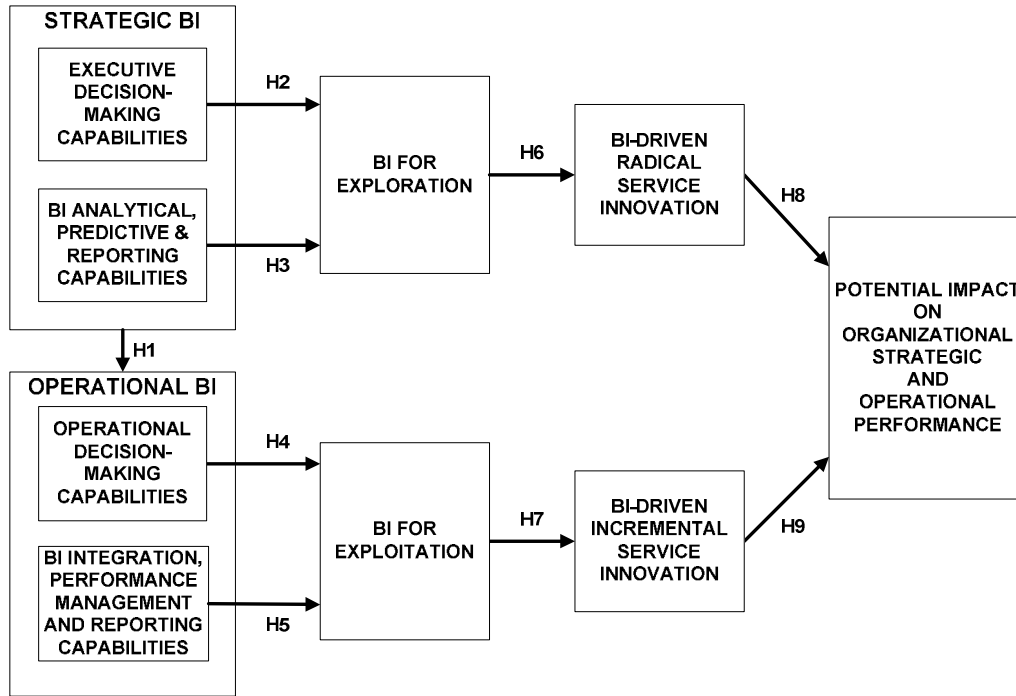 STRATEGIC BI
EXECUTIVE
DECISION-
MAKING
CAPABILITIES
H2
BI ANALYTICAL,
PREDICTIVE &
REPORTING
CAPABILITIES
H3
BI FOR
EXPLORATION
H6
BI-DRIVEN
RADICAL
SERVICE
INNOVATION
H8
H1
OPERATIONAL BI
OPERATIONAL
DECISION-
MAKING
CAPABILITIES
H4
BI INTEGRATION,
PERFORMANCE
MANAGEMENT
AND REPORTING
CAPABILITIES
H5
BI FOR
EXPLOITATION
H7
BI-DRIVEN
INCREMENTAL
SERVICE
INNOVATION
H9
POTENTIAL IMPACT
ON
ORGANIZATIONAL
STRATEGIC
AND
OPERATIONAL
PERFORMANCE